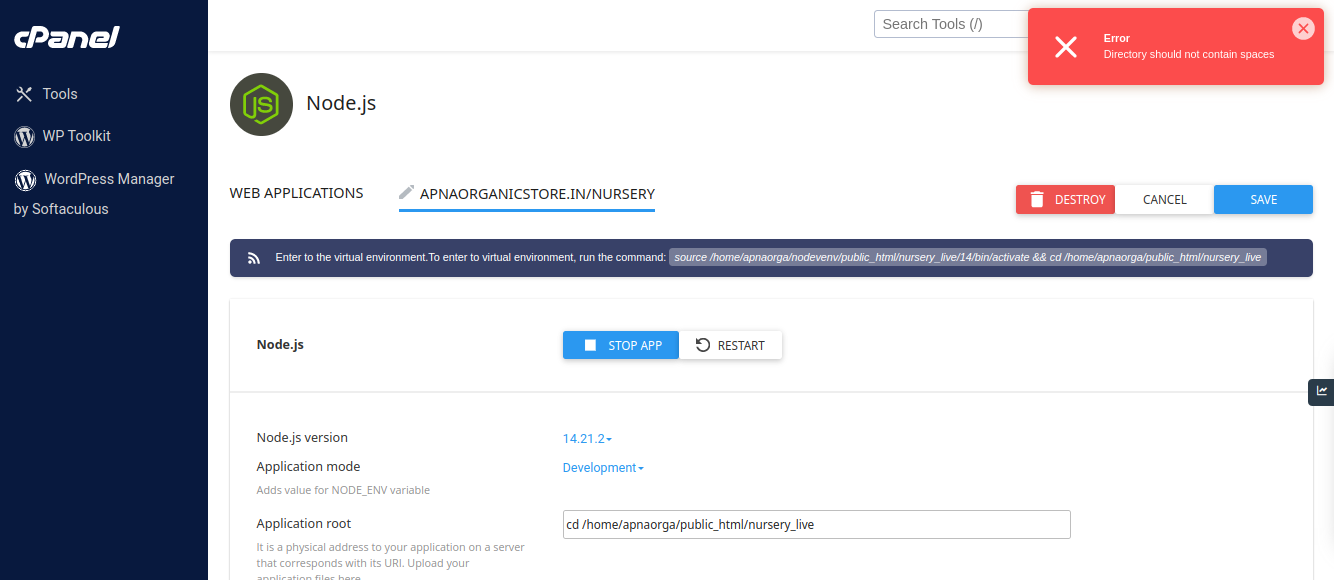 cPanel
Search Tools (/)
Error
Directory should not contain spaces
Tools
WP Toolkit
WordPress Manager
by Softaculous
JS
Node.js
WEB APPLICATIONS
APNAORGANICSTORE.IN/NURSERY
DESTROY
CANCEL
SAVE
Enter to the virtual environment.To enter to virtual environment, run the command: source /home/apnaorga/nodevenv/public_html/nursery_live/14/bin/activate && cd /home/apnaorga/public_html/nursery_live
Node.js
STOP APP
RESTART
Node.js version
14.21.2
Application mode
Development
Adds value for NODE_ENV variable
Application root
cd /home/apnaorga/public_html/nursery_live
It is a physical address to your application on a server
that corresponds with its URI. Upload your
application files here